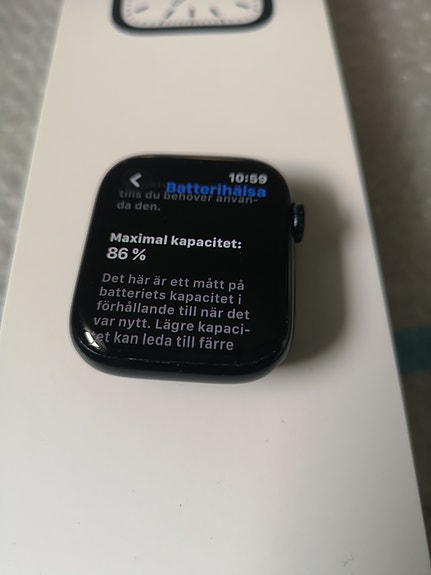 10:59
Batterihälsa
tills du behöver använ-
da den.
Maximal kapacitet:
86 %
Det här är ett mått på
batteriets kapacitet i
förhållande till när det
var nytt. Lägre kapaci-
tet kan leda till färre